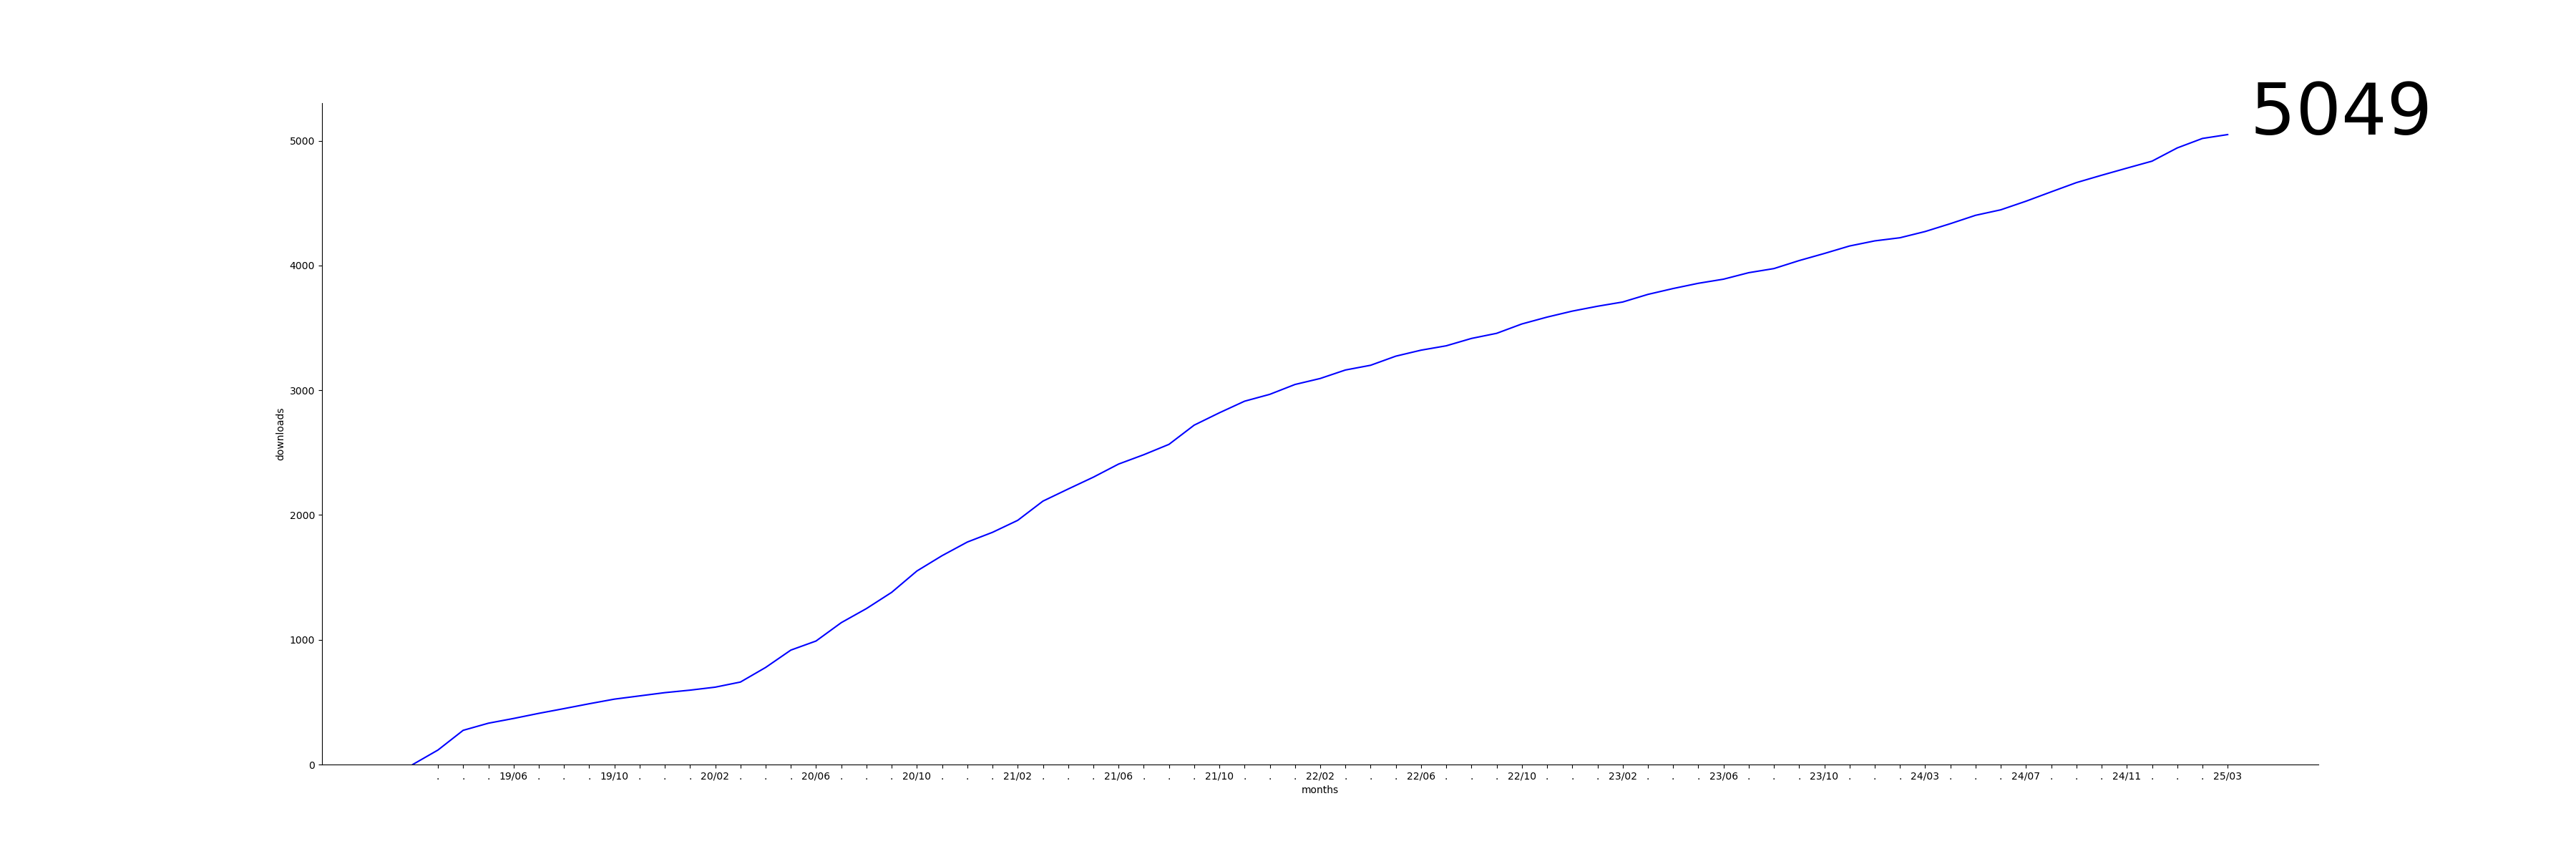 5049
5000
4000
3000
2000
1000
0
downloads
. . . 19/06 . . . 19/10 . . . 20/02 . . . 20/06 . . . 20/10 . . . 21/02 . . . 21/06 . . . 21/10 . . . 22/02 . . . 22/06 . . . 22/10 . . . 23/02 . . . 23/06 . . . 23/10 . . . 24/03 . . . 24/07 . . . 24/11 . . . 25/03
months